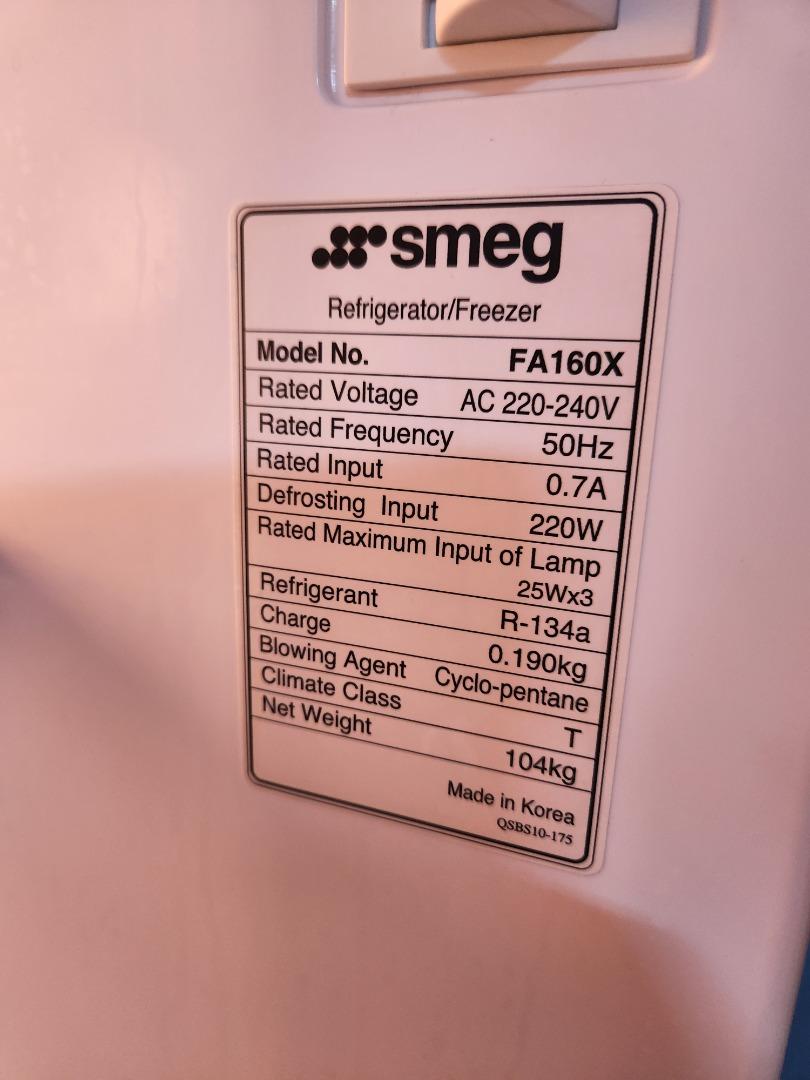 smeg
Refrigerator/Freezer
Model No. FA160X
Rated Voltage AC 220-240V
Rated Frequency 50Hz
Rated Input 0.7A
Defrosting Input 220W
Rated Maximum Input of Lamp
25Wx3
Refrigerant R-134a
Charge 0.190kg
Blowing Agent Cyclo-pentane
Climate Class T
Net Weight 104kg
Made in Korea
QSBS10-175